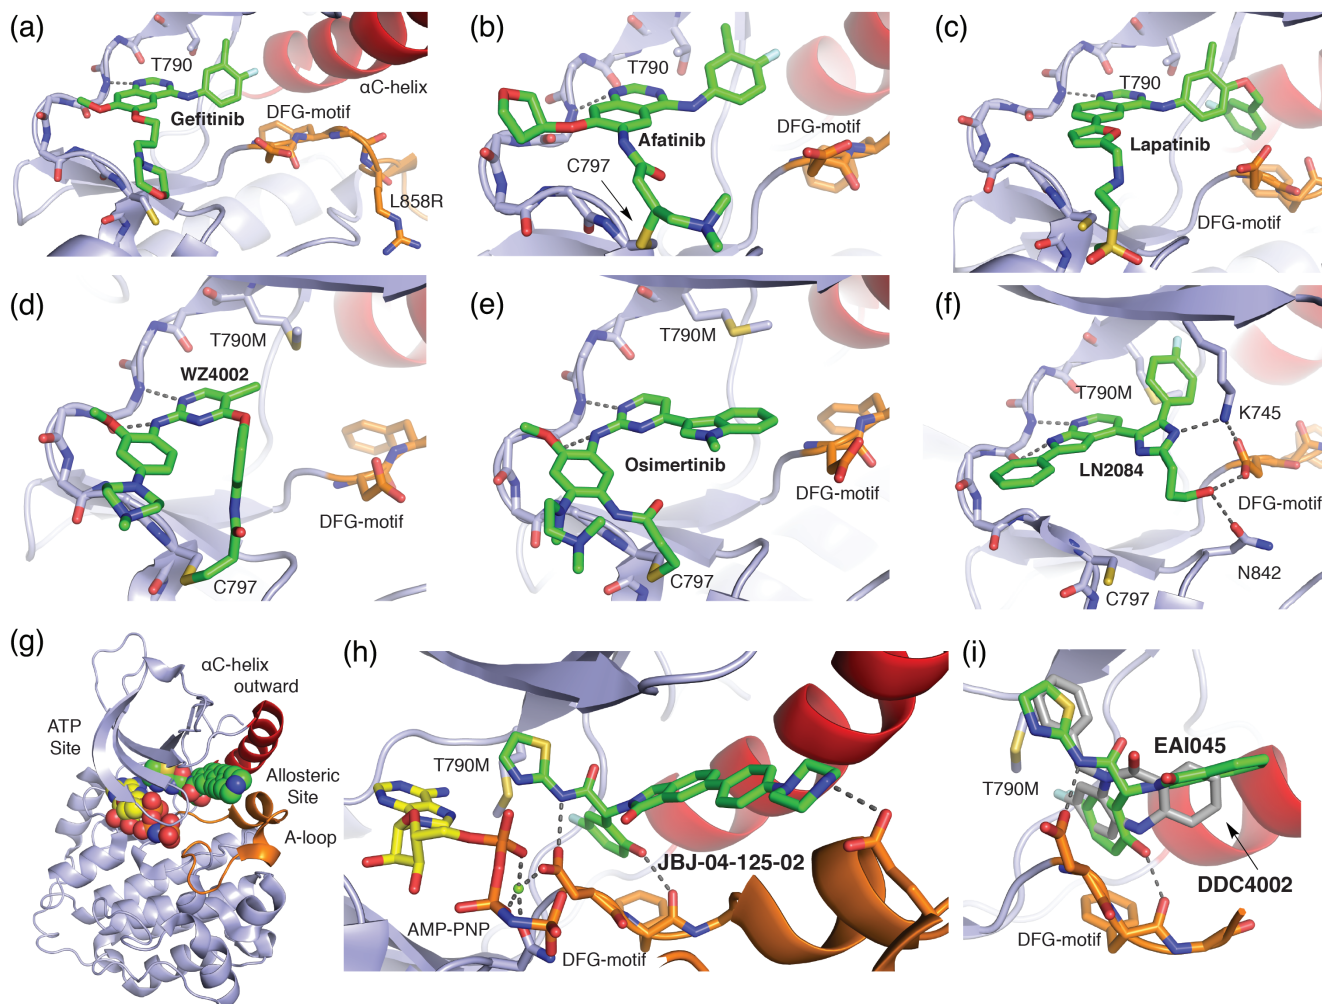 (a)
T790
αC-helix
Gefitinib
DFG-motif
L858R
(b)
T790
DFG-motif
Afatinib
C797
(c)
T790
Lapatinib
DFG-motif
(d)
T790M
WZ4002
DFG-motif
C797
(e)
T790M
Osimertinib
DFG-motif
C797
(f)
T790M
K745
LN2084
DFG-motif
N842
C797
(g)
αC-helix
outward
ATP
Site
Allosteric
Site
A-loop
(h)
T790M
JBJ-04-125-02
AMP-PNP
DFG-motif
(i)
EAI045
T790M
DDC4002
DFG-motif